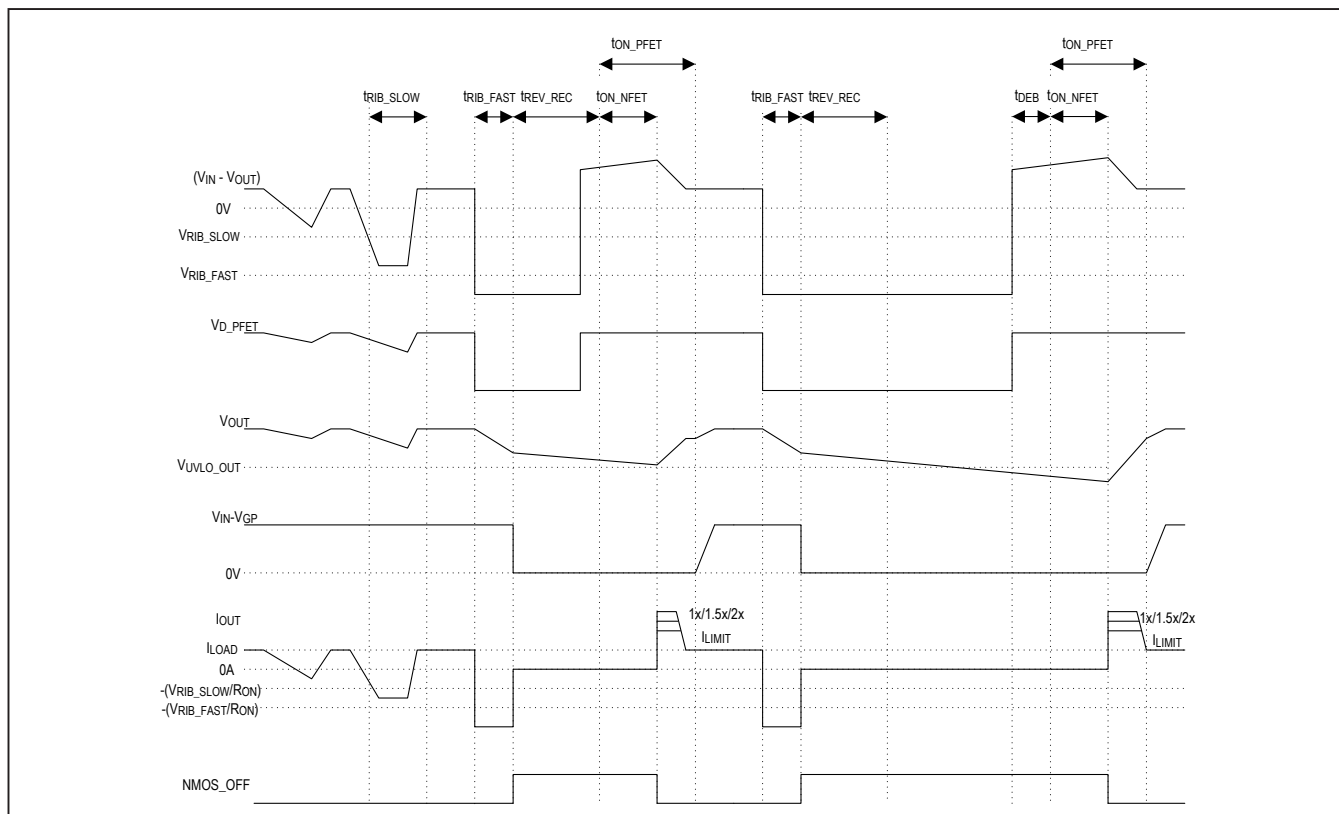 tON_PFET tON_PFET
tRIB_SLOW tRIB_FAST tREV_REC tON_NFET tRIB_FAST tREV_REC tDEB tON_NFET
(VIN - VOUT)
0V
VRIB_SLOW
VRIB_FAST
VD_PFET
VOUT
VUVLO_OUT
VIN-VGP
0V
IOUT 1x/1.5x/2x 1x/1.5x/2x
ILOAD ILIMIT ILIMIT
0A
-(VRIB_SLOW/RON)
-(VRIB_FAST/RON)
NMOS_OFF